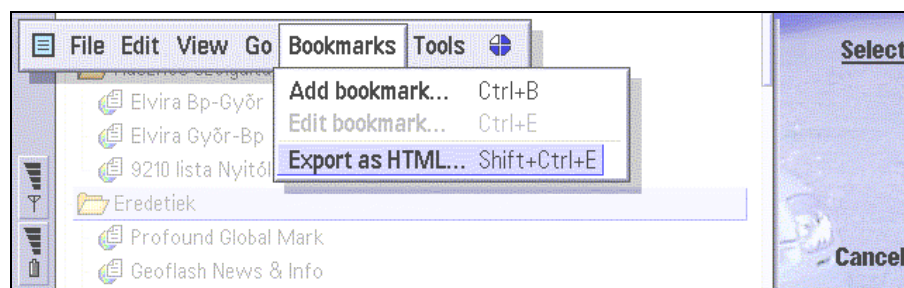 File Edit View Go Bookmarks Tools
Select
Add bookmark... Ctrl+B
Elvira Bp-Győr
Edit bookmark... Ctrl+E
Elvira Győr-Bp
Export as HTML... Shift+Ctrl+E
9210 lista Nyitól
Eredetiek
Profound Global Mark
Cancel
Geoflash News & Info